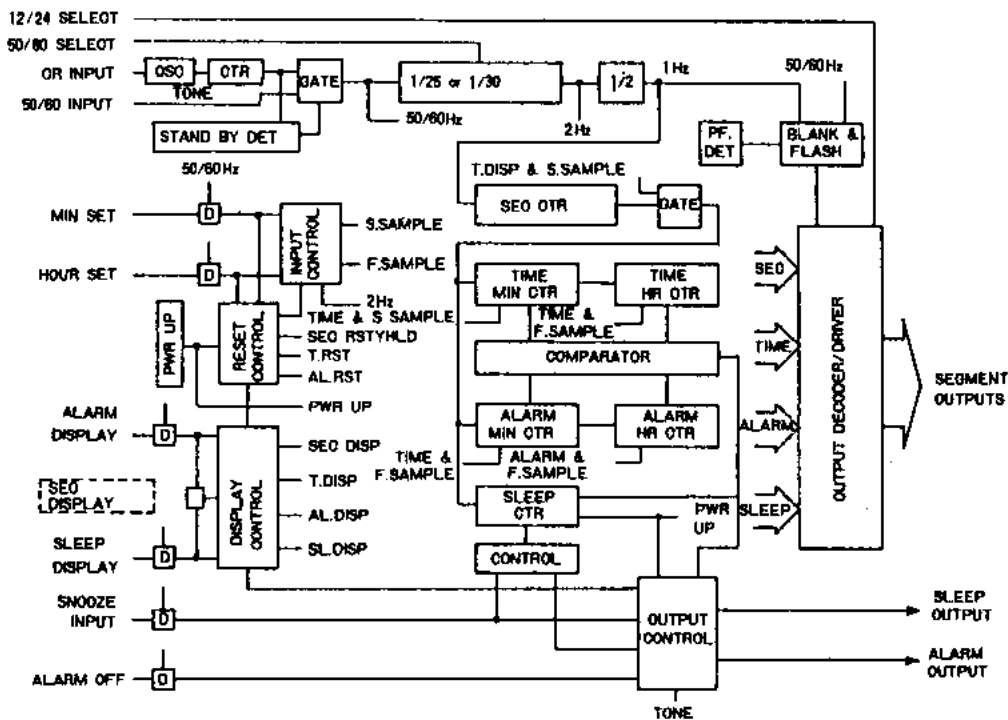 12/24 SELECT
50/60 SELECT
CR INPUT
OSC
CTR
GATE
1/25 or 1/30
1/2
1Hz
50/60Hz
TONE
50/60 INPUT
STAND BY DET
50/60Hz
2Hz
PF.
DET
BLANK &
FLASH
50/60Hz
T.DISP & S.SAMPLE
SEC CTR
GATE
MIN SET
D
INPUT
CONTROL
S.SAMPLE
F.SAMPLE
HOUR SET
D
2Hz
SEC
TIME
MIN CTR
TIME
HR CTR
TIME & S SAMPLE
TIME &
F.SAMPLE
PWR UP
RESET
CONTROL
SEC RSTYHLD
T.RST
AL.RST
PWR UP
COMPARATOR
TIME
OUTPUT DECODER/DRIVER
SEGMENT
OUTPUTS
ALARM
DISPLAY
D
ALARM
MIN CTR
ALARM
HR CTR
ALARM
SEC DISP
TIME &
F.SAMPLE
ALARM &
F.SAMPLE
SEC
DISPLAY
DISPLAY
CONTROL
T.DISP
AL.DISP
SL.DISP
SLEEP
CTR
PWR
UP
SLEEP
SLEEP
DISPLAY
D
CONTROL
SNOOZE
INPUT
D
OUTPUT
CONTROL
SLEEP
OUTPUT
ALARM OFF
D
ALARM
OUTPUT
TONE